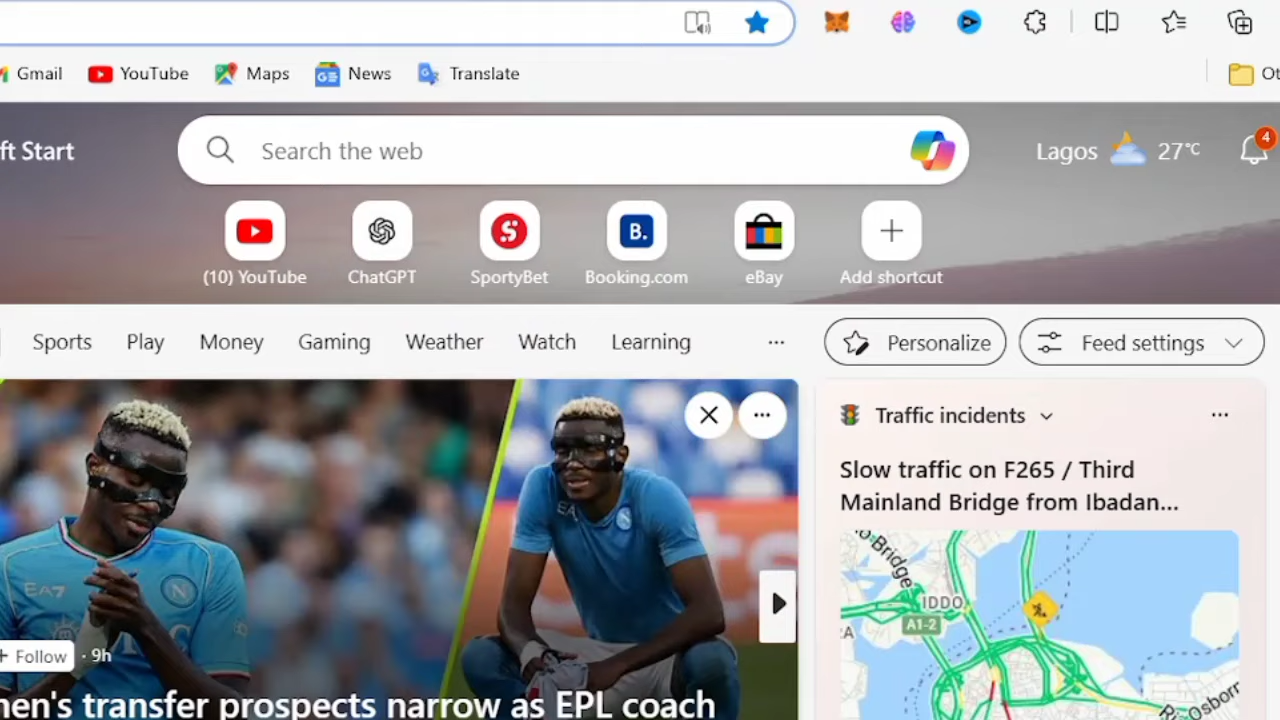 Gmail
YouTube
Maps
News
Translate
ft Start
Search the web
Lagos
27°C
4
(10) YouTube
ChatGPT
SportyBet
B.
Booking.com
eBay
Add shortcut
Sports
Play
Money
Gaming
Weather
Watch
Learning
Personalize
Feed settings
Traffic incidents
Slow traffic on F265 / Third
Mainland Bridge from Ibadan...
IDDO
A1-2
o Bridge
EA7
+ Follow · 9h
nen's transfer prospects narrow as EPL coach